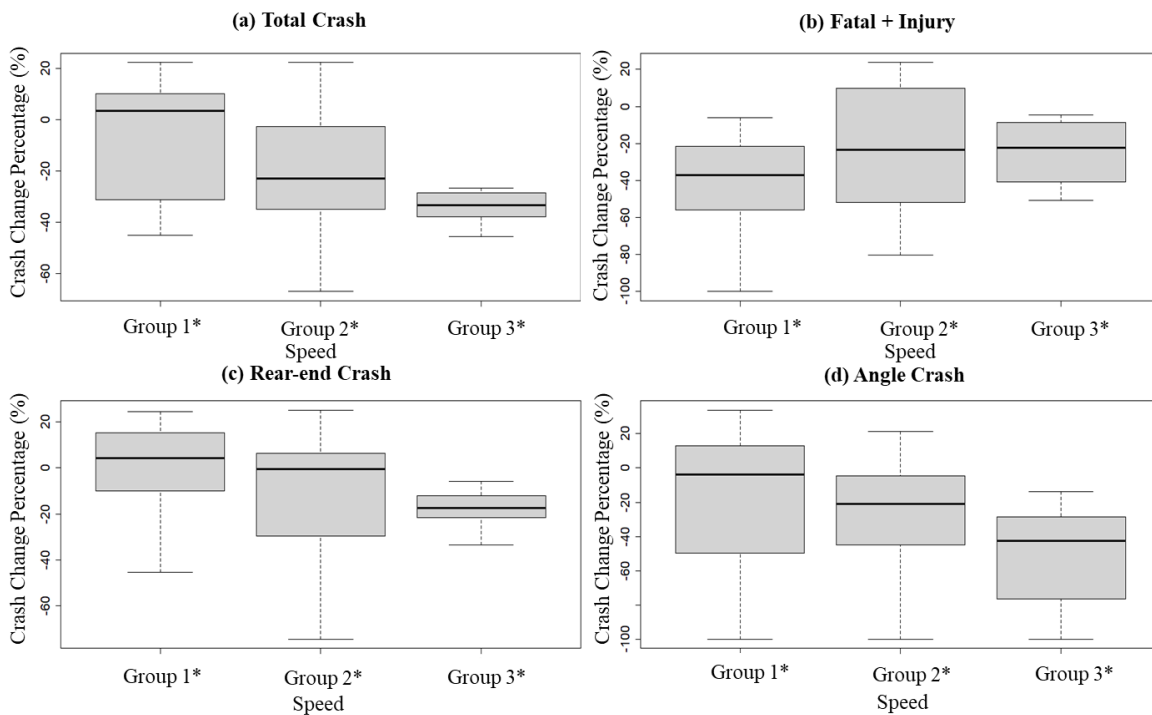 (a) Total Crash
Crash Change Percentage (%)
20
0
-20
-40
-60
Group 1*
Group 2*
Group 3*
Speed
(b) Fatal + Injury
Crash Change Percentage (%)
20
0
-20
-40
-60
-80
-100
Group 1*
Group 2*
Group 3*
Speed
(c) Rear-end Crash
Crash Change Percentage (%)
20
0
-20
-40
-60
Group 1*
Group 2*
Group 3*
Speed
(d) Angle Crash
Crash Change Percentage (%)
20
0
-20
-40
-60
-100
Group 1*
Group 2*
Group 3*
Speed